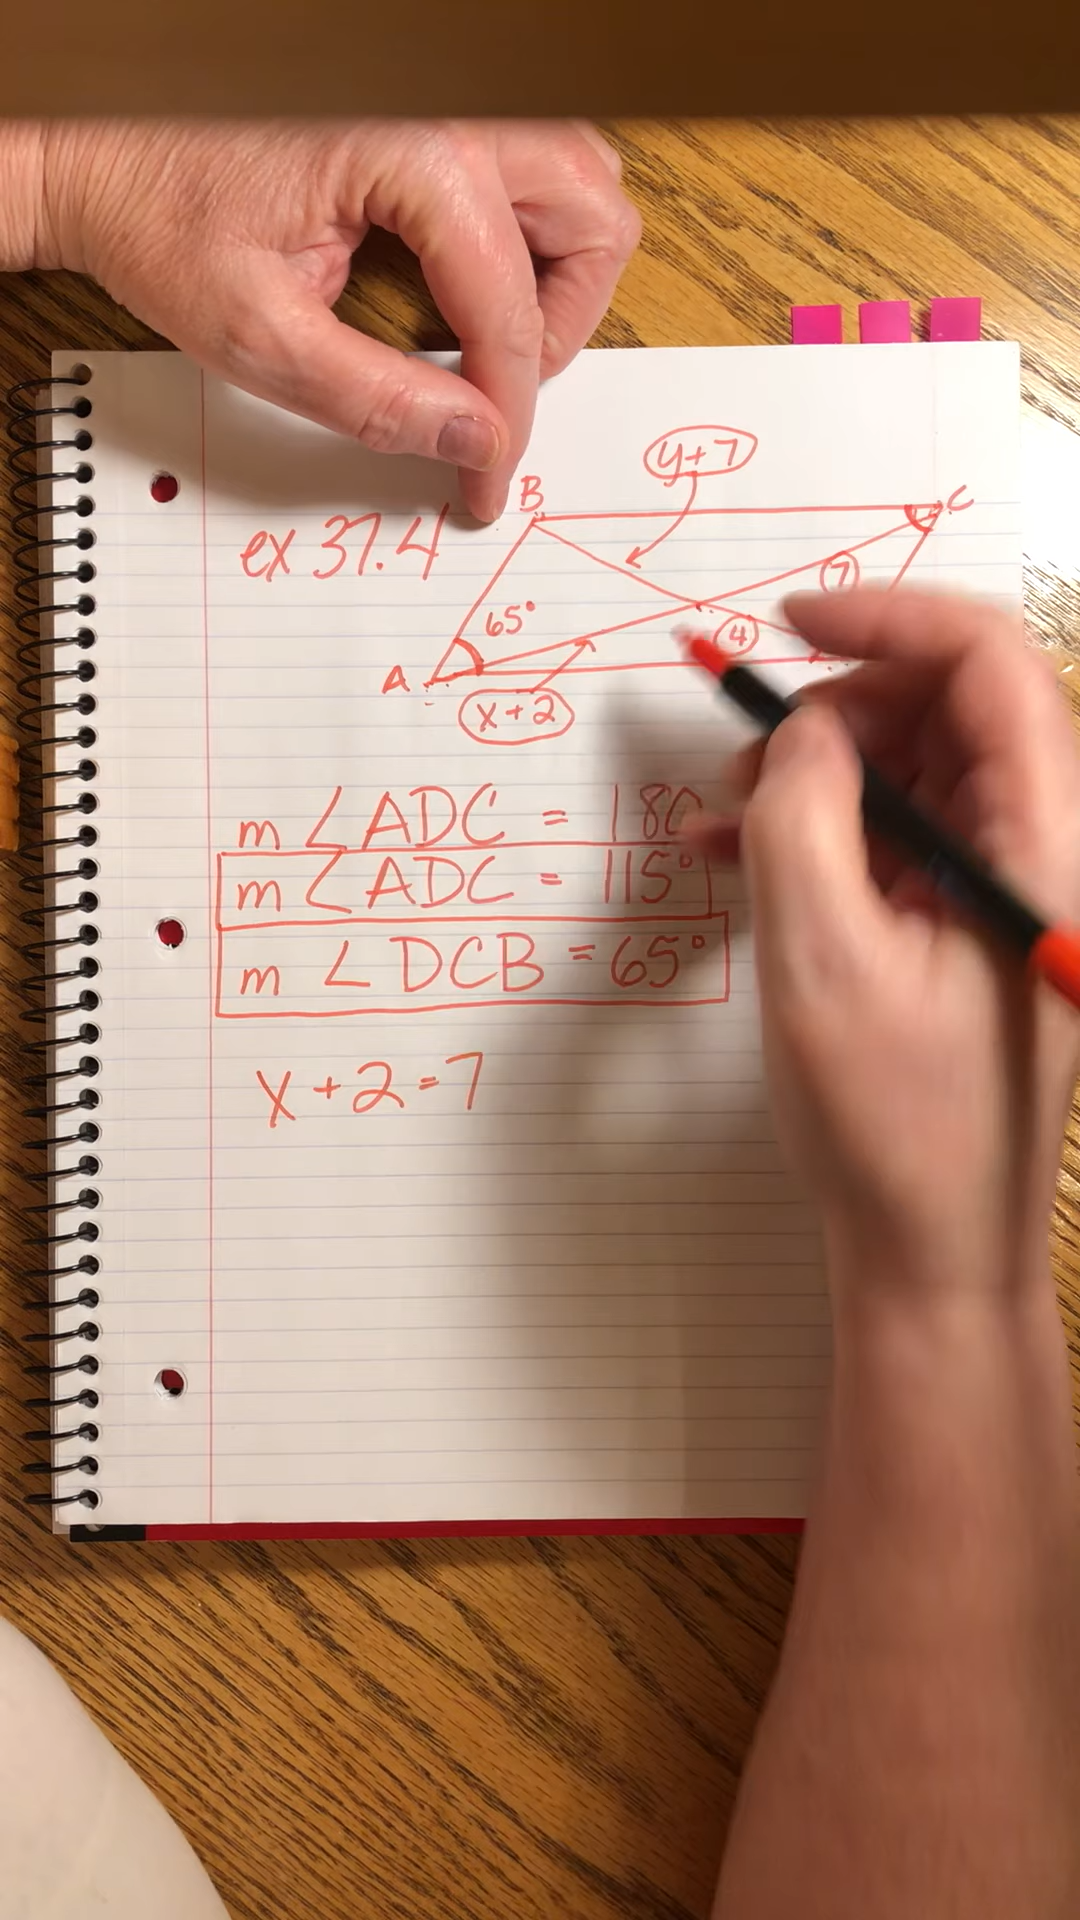 y+7
B
C
ex 37.4
7
65°
4
A
x+2
m ∠ADC = 180
m ∠ADC = 115°
m ∠DCB = 65°
x+2=7